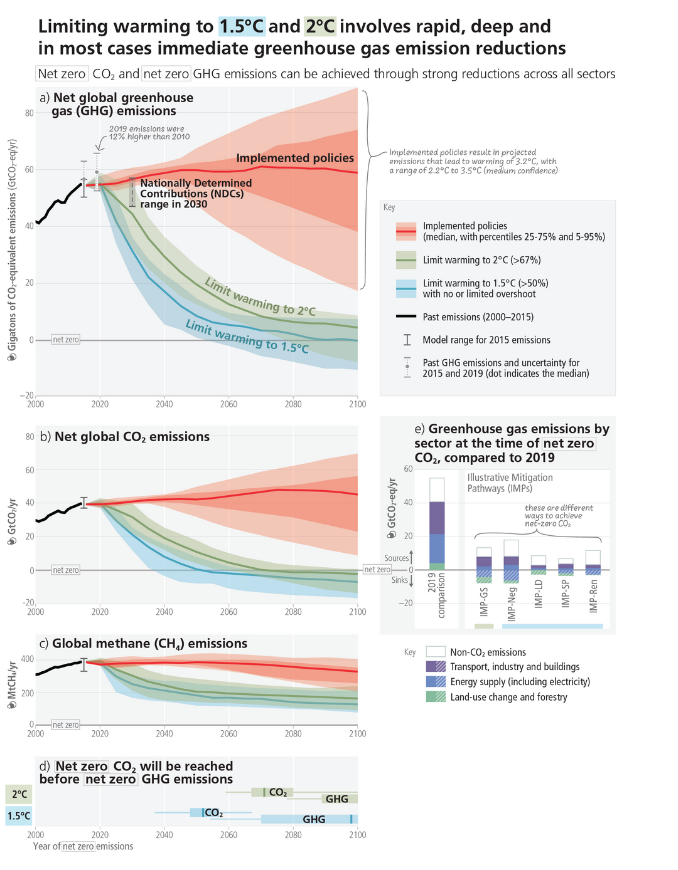 Limiting warming to 1.5°C and 2°C involves rapid, deep and
in most cases immediate greenhouse gas emission reductions
Net zero CO₂ and net zero GHG emissions can be achieved through strong reductions across all sectors
a) Net global greenhouse
gas (GHG) emissions
2019 emissions were
12% higher than 2010
Gigatons of CO₂-equivalent emissions (GtCO₂-eq/yr)
80
60
40
20
0
−20
net zero
Implemented policies
Nationally Determined
Contributions (NDCs)
range in 2030
Limit warming to 2°C
Limit warming to 1.5°C
2000
2020
2040
2060
2080
2100
Implemented policies result in projected
emissions that lead to warming of 3.2°C, with
a range of 2.2°C to 3.5°C (medium confidence)
Key
Implemented policies
(median, with percentiles 25-75% and 5-95%)
Limit warming to 2°C (>67%)
Limit warming to 1.5°C (>50%)
with no or limited overshoot
Past emissions (2000–2015)
Model range for 2015 emissions
Past GHG emissions and uncertainty for
2015 and 2019 (dot indicates the median)
b) Net global CO₂ emissions
GtCO₂/yr
80
60
40
20
0
−20
net zero
2000
2020
2040
2060
2080
2100
c) Global methane (CH₄) emissions
MtCH₄/yr
400
200
0
net zero
2000
2020
2040
2060
2080
2100
d) Net zero CO₂ will be reached
before net zero GHG emissions
2°C
CO₂
GHG
1.5°C
CO₂
GHG
2000
2020
2040
2060
2080
2100
Year of net zero emissions
e) Greenhouse gas emissions by
sector at the time of net zero
CO₂, compared to 2019
GtCO₂-eq/yr
60
40
20
0
−20
Sources
net zero
Sinks
Illustrative Mitigation
Pathways (IMPs)
these are different
ways to achieve
net-zero CO₂
2019
comparison
IMP-GS
IMP-Neg
IMP-LD
IMP-SP
IMP-Ren
Key
Non-CO₂ emissions
Transport, industry and buildings
Energy supply (including electricity)
Land-use change and forestry